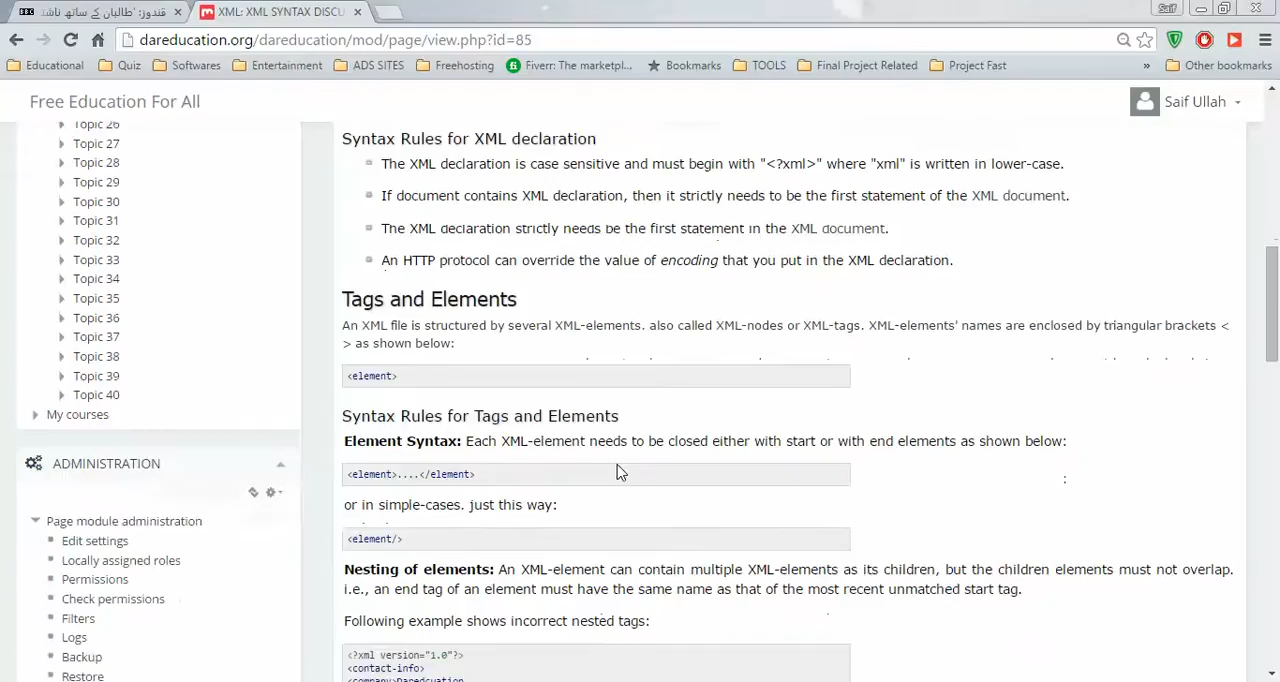 BBC قندوز: 'طالبان کے ساتھ ناشتہ
XML: XML SYNTAX DISCU
Saif
dareducation.org/dareducation/mod/page/view.php?id=85
Educational Quiz Softwares Entertainment ADS SITES Freehosting Fiverr: The marketpl... Bookmarks TOOLS Final Project Related Project Fast » Other bookmarks
Free Education For All
Saif Ullah
Topic 26
Topic 27
Topic 28
Topic 29
Topic 30
Topic 31
Topic 32
Topic 33
Topic 34
Topic 35
Topic 36
Topic 37
Topic 38
Topic 39
Topic 40
My courses
ADMINISTRATION
Page module administration
Edit settings
Locally assigned roles
Permissions
Check permissions
Filters
Logs
Backup
Restore
Syntax Rules for XML declaration
The XML declaration is case sensitive and must begin with "<?xml>" where "xml" is written in lower-case.
If document contains XML declaration, then it strictly needs to be the first statement of the XML document.
The XML declaration strictly needs be the first statement in the XML document.
An HTTP protocol can override the value of encoding that you put in the XML declaration.
Tags and Elements
An XML file is structured by several XML-elements, also called XML-nodes or XML-tags. XML-elements' names are enclosed by triangular brackets <
> as shown below:
<element>
Syntax Rules for Tags and Elements
Element Syntax: Each XML-element needs to be closed either with start or with end elements as shown below:
<element>....</element>
or in simple-cases, just this way:
<element/>
Nesting of elements: An XML-element can contain multiple XML-elements as its children, but the children elements must not overlap.
i.e., an end tag of an element must have the same name as that of the most recent unmatched start tag.
Following example shows incorrect nested tags:
<?xml version="1.0"?>
<contact-info>
<company>Daredcuation